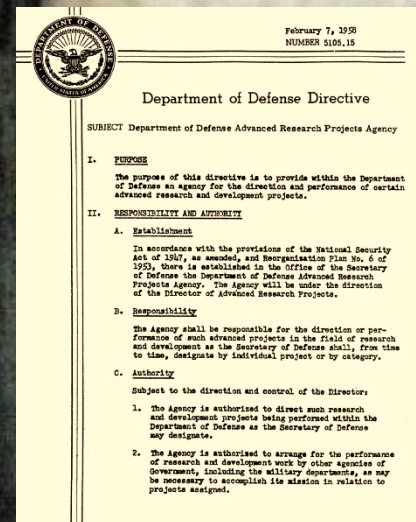 DEPARTMENT OF DEFENSE
UNITED STATES OF AMERICA
February 7, 1958
NUMBER 5105.15
Department of Defense Directive
SUBJECT Department of Defense Advanced Research Projects Agency
I. PURPOSE
The purpose of this directive is to provide within the Department
of Defense an agency for the direction and performance of certain
advanced research and development projects.
II. RESPONSIBILITY AND AUTHORITY
A. Establishment
In accordance with the provisions of the National Security
Act of 1947, as amended, and Reorganization Plan No. 6 of
1953, there is established in the Office of the Secretary
of Defense the Department of Defense Advanced Research
Projects Agency. The Agency will be under the direction
of the Director of Advanced Research Projects.
B. Responsibility
The Agency shall be responsible for the direction or per-
formance of such advanced projects in the field of research
and development as the Secretary of Defense shall, from time
to time, designate by individual project or by category.
C. Authority
Subject to the direction and control of the Director:
1. The Agency is authorized to direct such research
and development projects being performed within the
Department of Defense as the Secretary of Defense
may designate.
2. The Agency is authorized to arrange for the performance
of research and development work by other agencies of
Government, including the military departments, as may
be necessary to accomplish its mission in relation to
projects assigned.